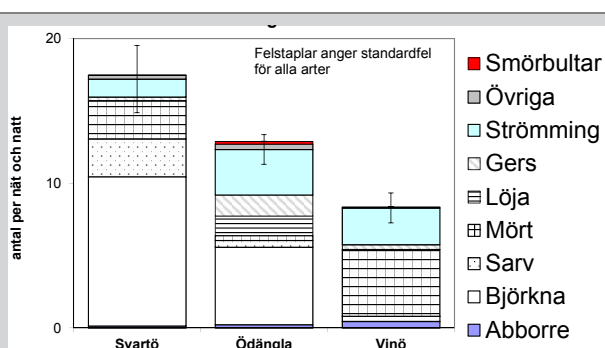 20
Felstaplar anger standardfel
för alla arter
10
0
antal per nät och natt
Svartö
Ödängla
Vinö
Smörbultar
Övriga
Strömming
Gers
Löja
Mört
Sarv
Björkna
Abborre